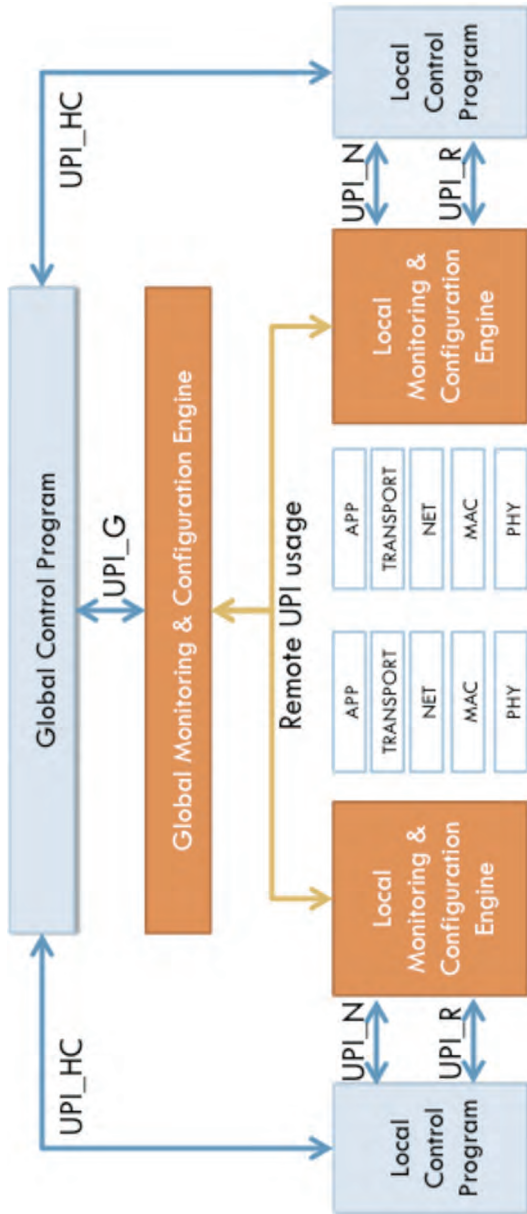 Global Control Program
UPI_HC
UPI_HC
UPI_G
Global Monitoring & Configuration Engine
Remote UPI usage
Local
Control
Program
UPI_N
UPI_R
Local
Monitoring &
Configuration
Engine
APP
TRANSPORT
NET
MAC
PHY
APP
TRANSPORT
NET
MAC
PHY
Local
Monitoring &
Configuration
Engine
UPI_N
UPI_R
Local
Control
Program